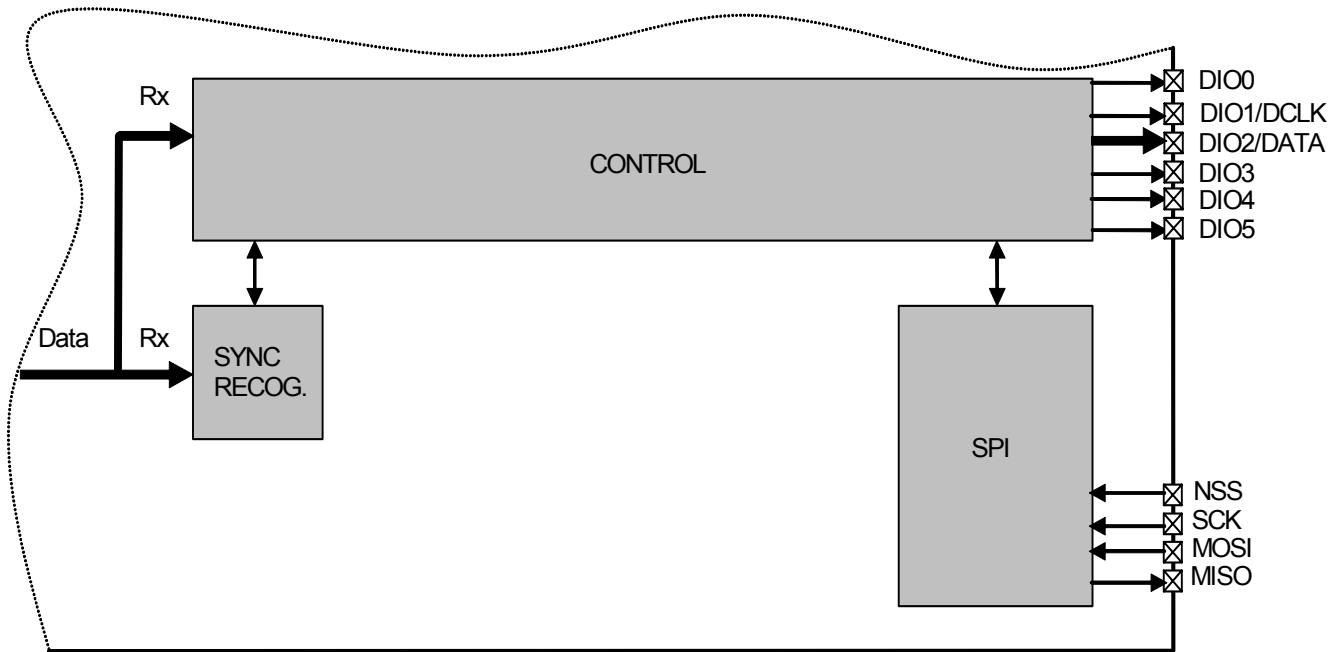 Rx
DIO0
DIO1/DCLK
DIO2/DATA
CONTROL
DIO3
DIO4
DIO5
Data
Rx
SYNC
RECOG.
SPI
NSS
SCK
MOSI
MISO